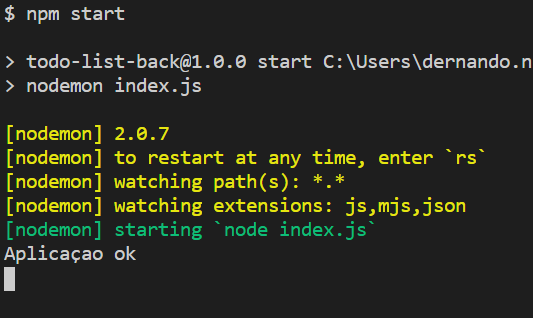 $ npm start
> todo-list-back@1.0.0 start C:\Users\dernando.n
> nodemon index.js
[nodemon] 2.0.7
[nodemon] to restart at any time, enter `rs`
[nodemon] watching path(s): *.*
[nodemon] watching extensions: js,mjs,json
[nodemon] starting `node index.js`
Aplicaçao ok